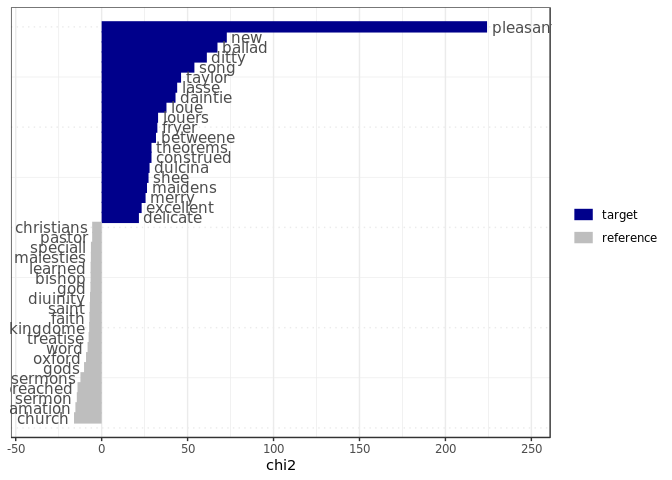 pleasan
new
ballad
ditty
song
taylor
lasse
daintie
loue
louers
fryer
betweene
theorems
construed
dulcina
shee
maidens
merry
excellent
delicate
christians
pastor
speciall
malesties
learned
bishop
god
diuinity
saint
faith
kingdome
treatise
word
oxford
gods
sermons
reached
sermon
amation
church
-50 0 50 100 150 200 250
chi2
target
reference